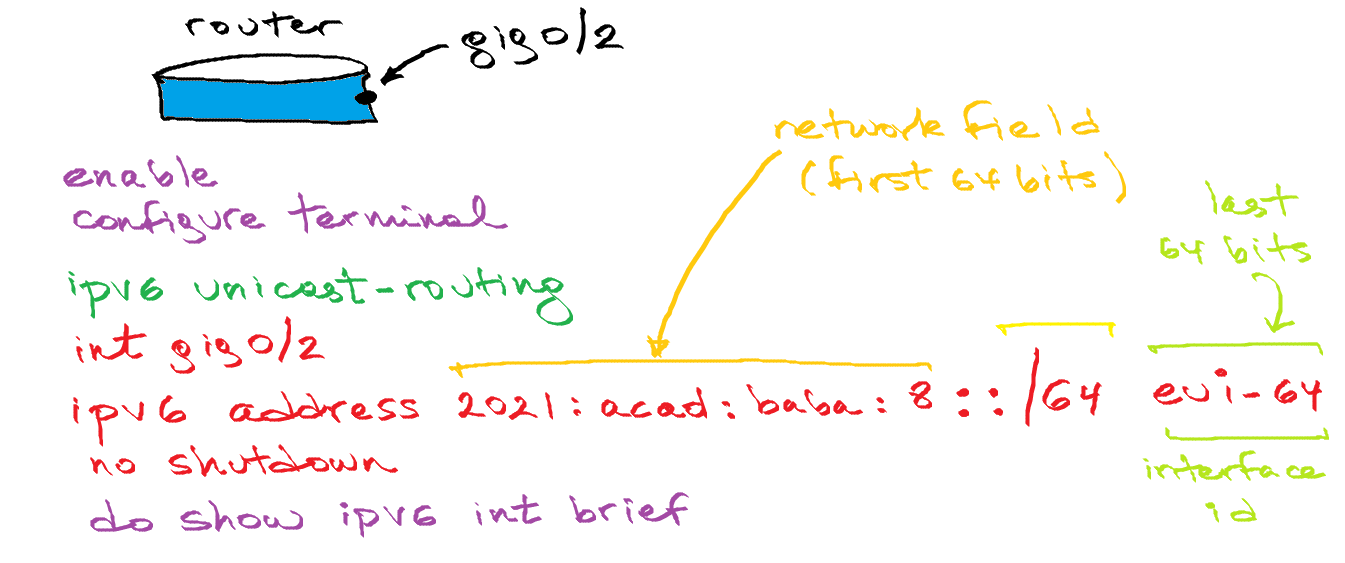 router
gig0/2
network field
(first 64 bits)
enable
last
configure terminal
64 bits
ipv6 unicast-routing
int gig0/2
ipv6 address 2021:acad:baba:8::/64 eui-64
no shutdown
interface
id
do show ipv6 int brief